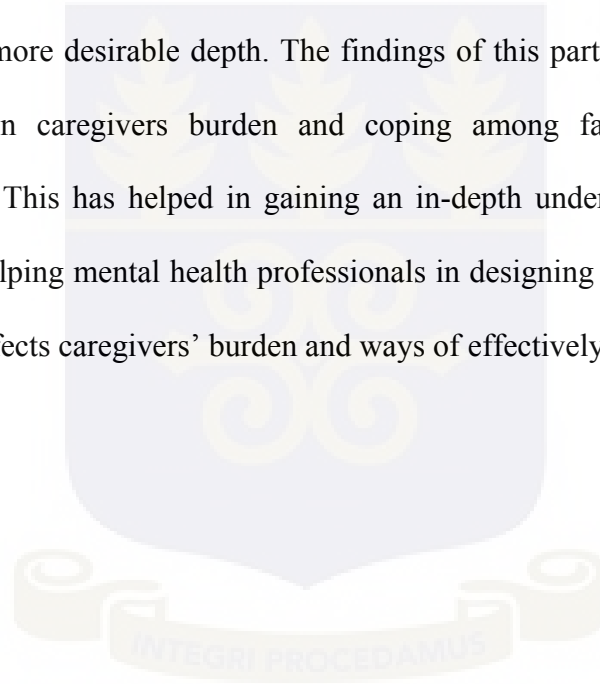 more desirable depth. The findings of this part
n caregivers burden and coping among fa
This has helped in gaining an in-depth under
lping mental health professionals in designing
fects caregivers’ burden and ways of effectively
INTEGRI PROCEDAMUS